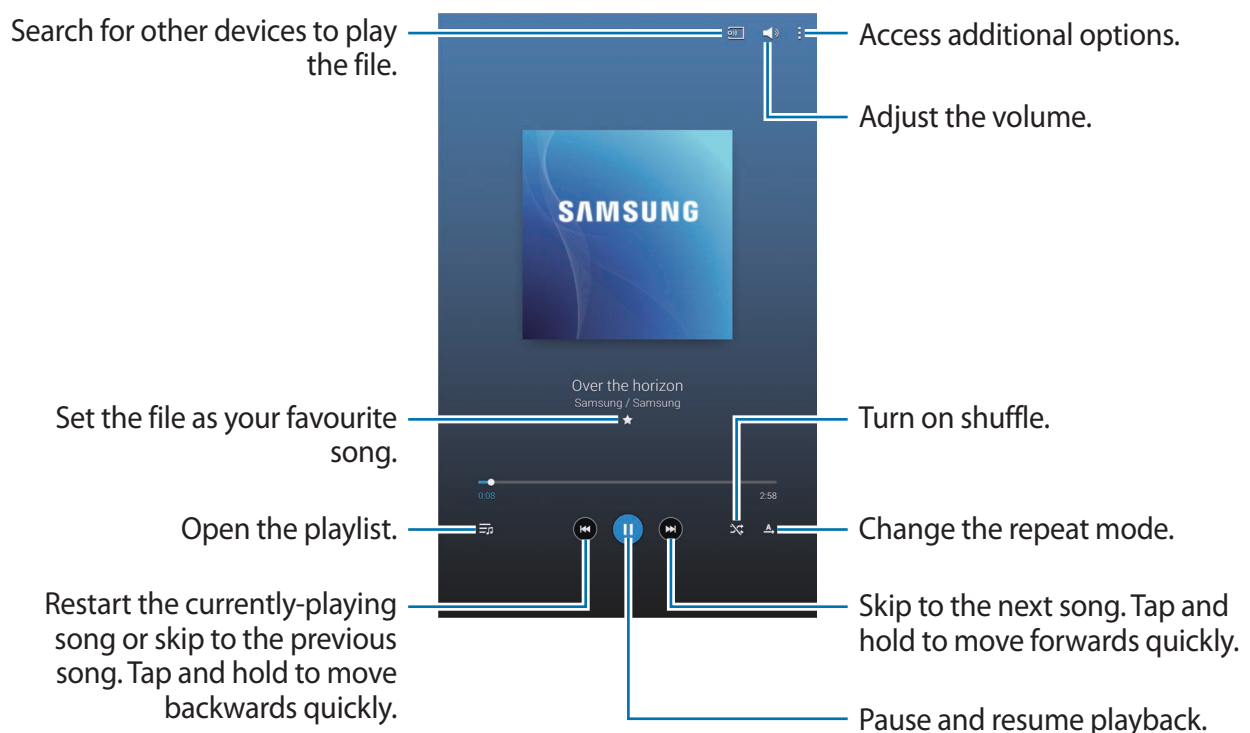 Search for other devices to play
the file.
Access additional options.
Adjust the volume.
SAMSUNG
Over the horizon
Samsung / Samsung
Set the file as your favourite
song.
Turn on shuffle.
0:08
2:58
Open the playlist.
A
Change the repeat mode.
Restart the currently-playing
song or skip to the previous
song. Tap and hold to move
backwards quickly.
Skip to the next song. Tap and
hold to move forwards quickly.
Pause and resume playback.